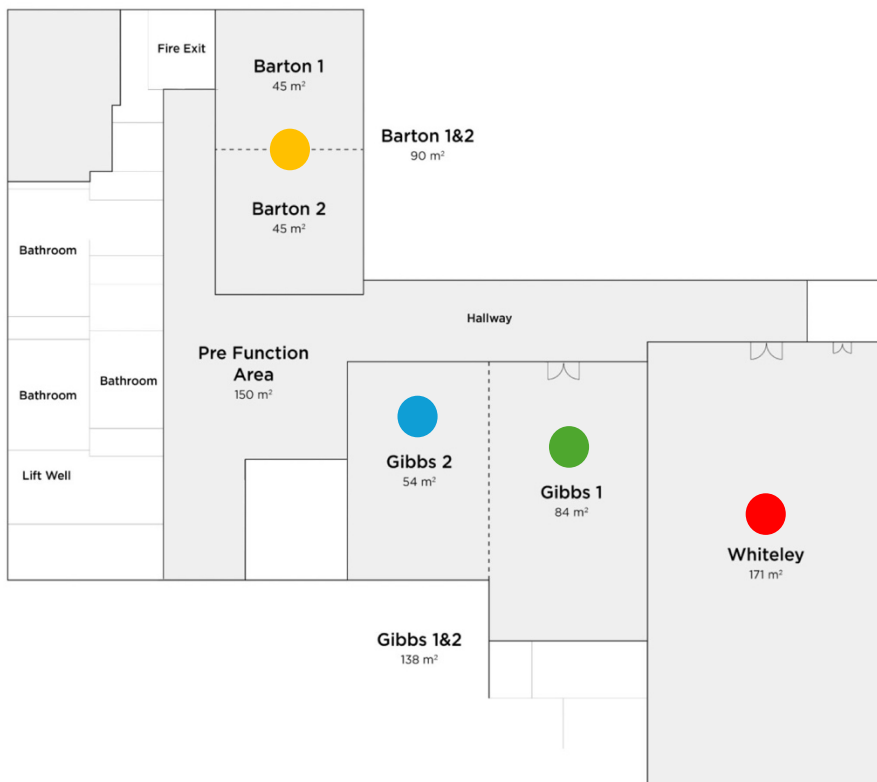 Fire Exit
Barton 1
45 m²
Barton 1&2
90 m²
Barton 2
45 m²
Bathroom
Hallway
Pre Function
Area
150 m²
Bathroom
Bathroom
Gibbs 2
54 m²
Lift Well
Gibbs 1
84 m²
Whiteley
171 m²
Gibbs 1&2
138 m²